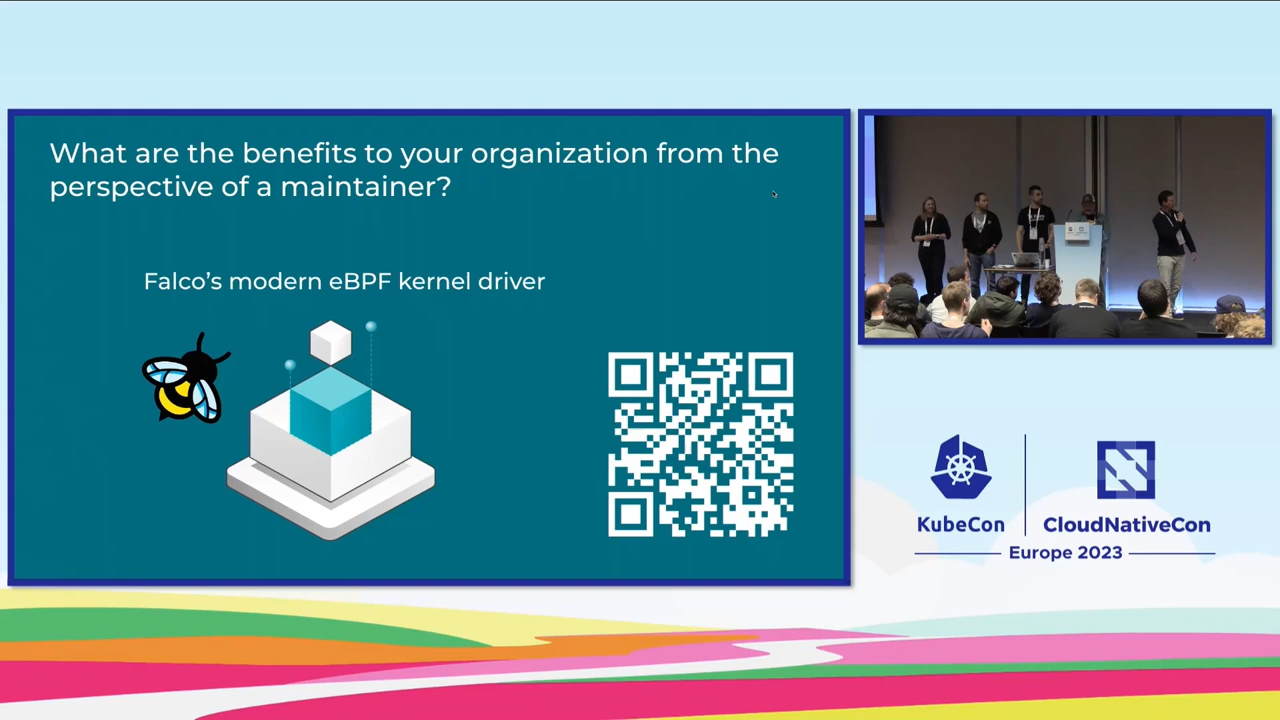 What are the benefits to your organization from the
perspective of a maintainer?
Falco's modern eBPF kernel driver
KubeCon
CloudNativeCon
Europe 2023